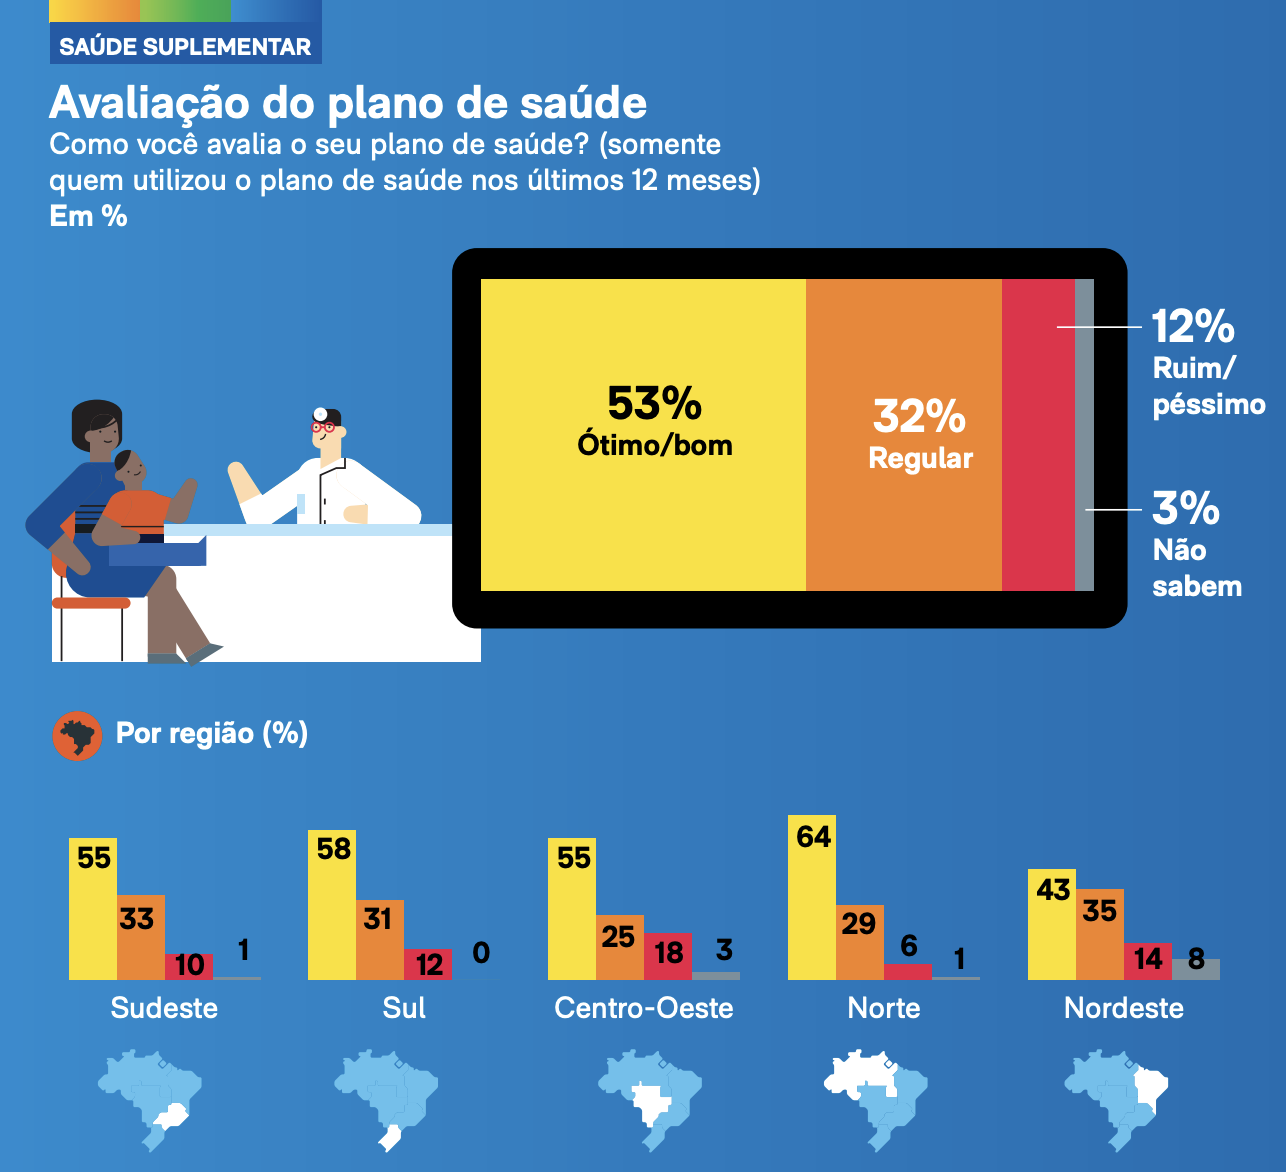 SAÚDE SUPLEMENTAR
Avaliação do plano de saúde
Como você avalia o seu plano de saúde? (somente
quem utilizou o plano de saúde nos últimos 12 meses)
Em %
53%
Ótimo/bom
32%
Regular
12%
Ruim/
péssimo
3%
Não
sabem
Por região (%)
55
33
10
1
Sudeste
58
31
12
0
Sul
55
25
18
3
Centro-Oeste
64
29
6
1
Norte
43
35
14
8
Nordeste